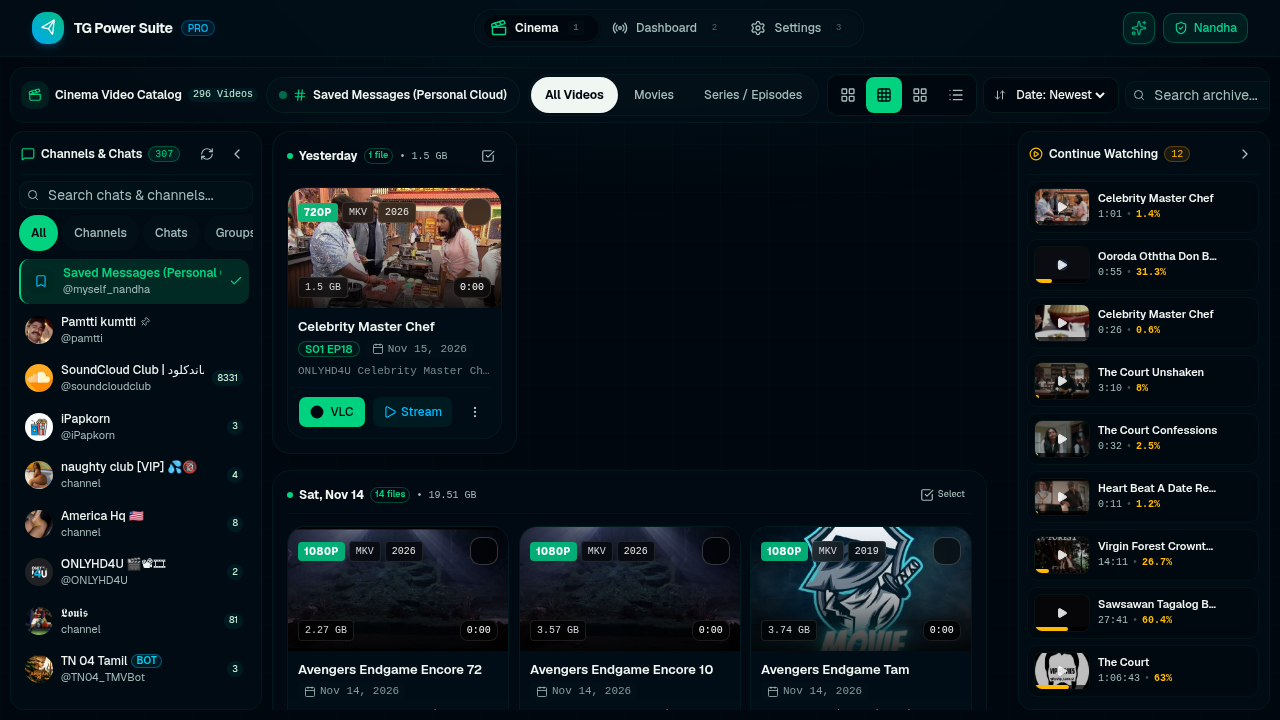 TG Power Suite PRO
Cinema 1
Dashboard 2
Settings 3
Nandha
Cinema Video Catalog 296 Videos
# Saved Messages (Personal Cloud)
All Videos
Movies
Series / Episodes
Date: Newest
Search archive...
Channels & Chats 307
Search chats & channels...
All
Channels
Chats
Groups
Saved Messages (Personal
@myself_nandha
Pamtti kumtti
@pamtti
SoundCloud Club | ساندکلود
@soundcloudclub
8331
iPapkorn
@iPapkorn
3
naughty club [VIP] 💦🔞
channel
4
America Hq 🇺🇸
channel
8
ONLYHD4U 🎬📽🎞
@ONLYHD4U
2
𝕷𝖔𝖚𝖎𝖘
channel
81
TN 04 Tamil BOT
@TN04_TMVBot
3
Yesterday 1 file • 1.5 GB
720P MKV 2026
1.5 GB
0:00
Celebrity Master Chef
S01 EP18 Nov 15, 2026
ONLYHD4U Celebrity Master Ch…
VLC
Stream
Sat, Nov 14 14 files • 19.51 GB
Select
1080P MKV 2026
2.27 GB
0:00
Avengers Endgame Encore 72
Nov 14, 2026
1080P MKV 2026
3.57 GB
0:00
Avengers Endgame Encore 10
Nov 14, 2026
1080P MKV 2019
MOVIE
3.74 GB
0:00
Avengers Endgame Tam
Nov 14, 2026
Continue Watching 12
Celebrity Master Chef
1:01 • 1.4%
Ooroda Oththa Don B…
0:55 • 31.3%
Celebrity Master Chef
0:26 • 0.6%
The Court Unshaken
3:10 • 8%
The Court Confessions
0:32 • 2.5%
Heart Beat A Date Re…
0:11 • 1.2%
Virgin Forest Crownt…
14:11 • 26.7%
Sawsawan Tagalog B…
27:41 • 60.4%
The Court
1:06:43 • 63%